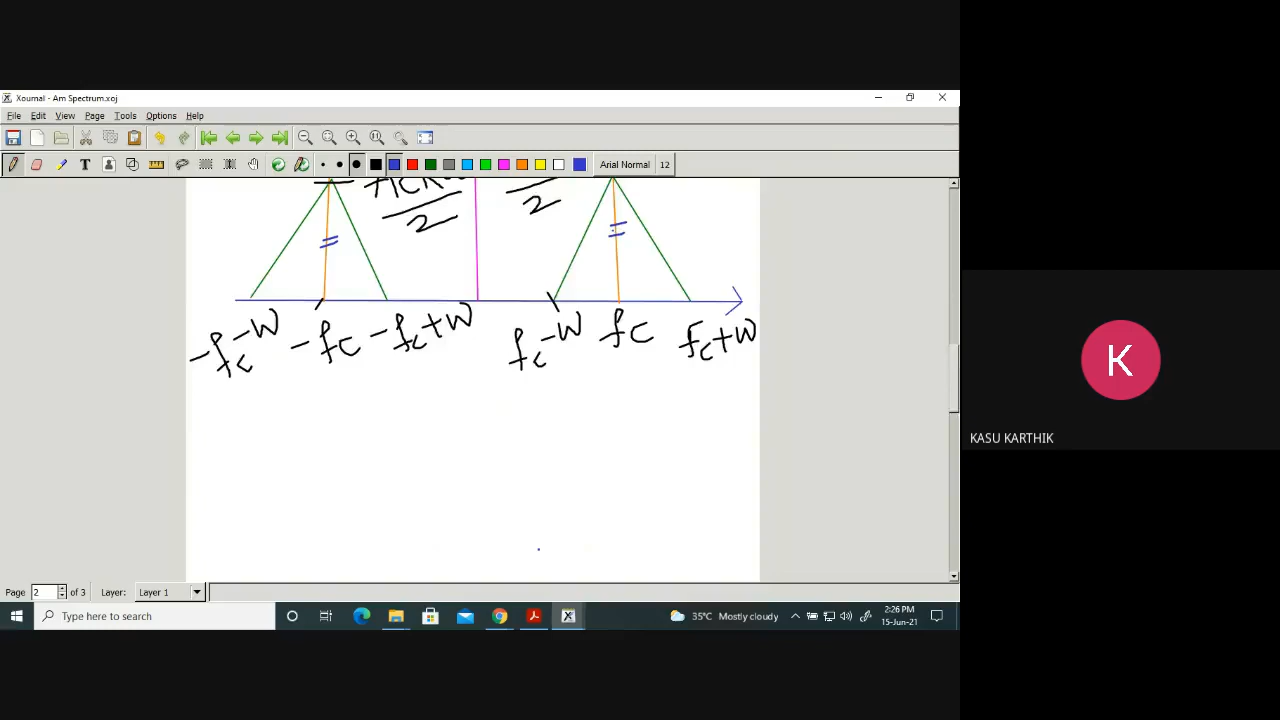 Xournal - Am Spectrum.xoj
File Edit View Page Tools Options Help
Arial Normal 12
2
2
-fc-W -fc -fc+W fc-W fc fc+W
K
KASU KARTHIK
Page 2 of 3 Layer: Layer 1
Type here to search
35°C Mostly cloudy
2:26 PM
15-Jun-21